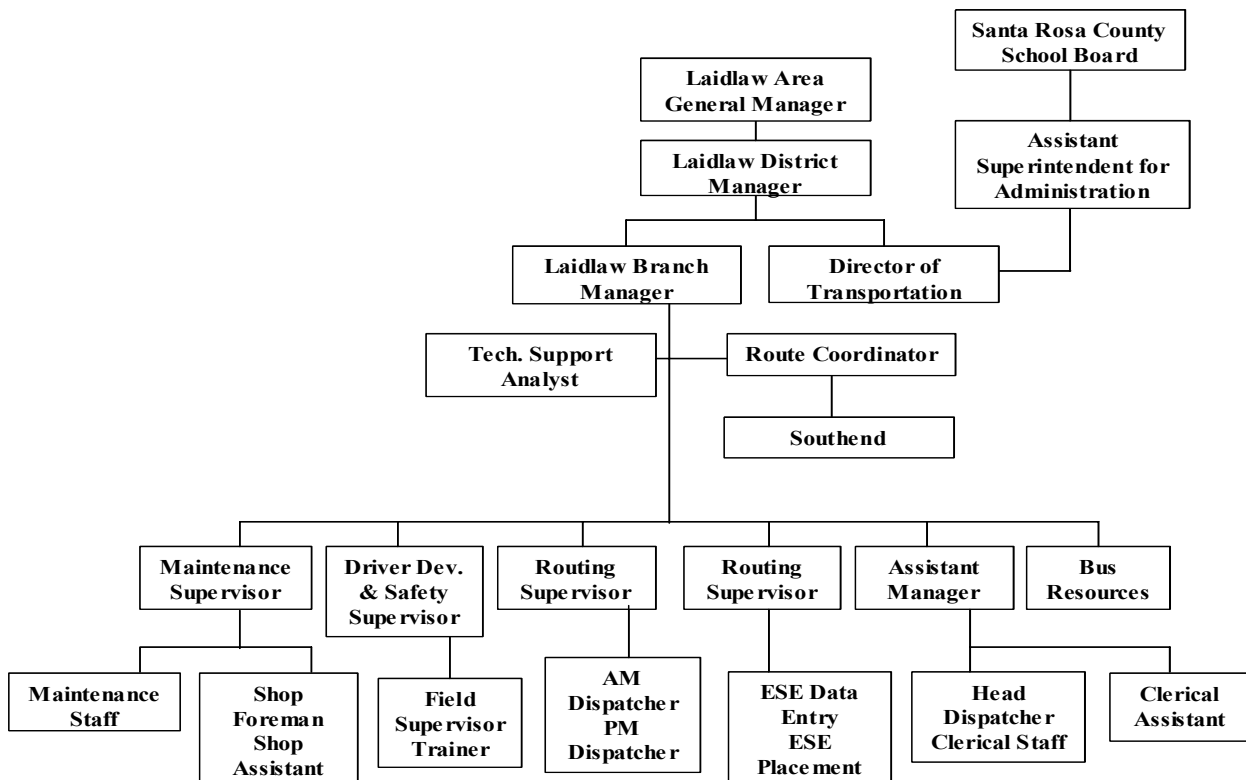 Santa Rosa County
School Board
Laidlaw Area
General Manager
Assistant
Superintendent for
Administration
Laidlaw District
Manager
Laidlaw Branch
Manager
Director of
Transportation
Tech. Support
Analyst
Route Coordinator
Southend
Maintenance
Supervisor
Driver Dev.
& Safety
Supervisor
Routing
Supervisor
Routing
Supervisor
Assistant
Manager
Bus
Resources
Maintenance
Staff
Shop
Foreman
Shop
Assistant
Field
Supervisor
Trainer
AM
Dispatcher
PM
Dispatcher
ESE Data
Entry
ESE
Placement
Head
Dispatcher
Clerical Staff
Clerical
Assistant